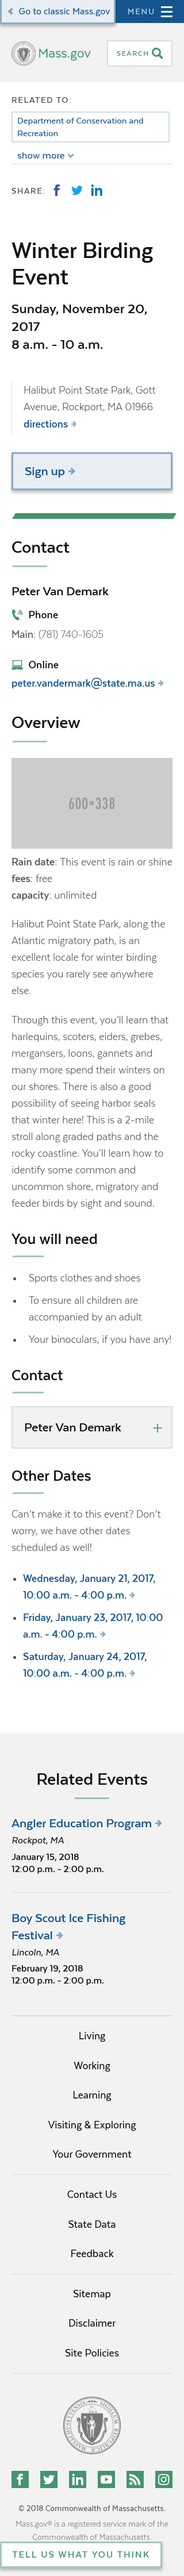 Go to classic Mass.gov
MENU
Mass.gov
SEARCH
RELATED TO:
Department of Conservation and
Recreation
show more
SHARE:
Winter Birding
Event
Sunday, November 20,
2017
8 a.m. - 10 a.m.
Halibut Point State Park, Gott
Avenue, Rockport, MA 01966
directions
Sign up
Contact
Peter Van Demark
Phone
Main: (781) 740-1605
Online
peter.vandermark@state.ma.us
Overview
600×338
Rain date: This event is rain or shine
fees: free
capacity: unlimited
Halibut Point State Park, along the
Atlantic migratory path, is an
excellent locale for winter birding
species you rarely see anywhere
else.
Through this event, you’ll learn that
harlequins, scoters, eiders, grebes,
mergansers, loons, gannets and
many more spend their winters on
our shores. There is also a good
possibility of seeing harbor seals
that winter here! This is a 2-mile
stroll along graded paths and the
rocky coastline. You’ll learn how to
identify some common and
uncommon shore, migratory and
feeder birds by sight and sound.
You will need
Sports clothes and shoes
To ensure all children are
accompanied by an adult
Your binoculars, if you have any!
Contact
Peter Van Demark
Other Dates
Can’t make it to this event? Don’t
worry, we have other dates
scheduled as well!
Wednesday, January 21, 2017,
10:00 a.m. - 4:00 p.m.
Friday, January 23, 2017, 10:00
a.m. - 4:00 p.m.
Saturday, January 24, 2017,
10:00 a.m. - 4:00 p.m.
Related Events
Angler Education Program
Rockpot, MA
January 15, 2018
12:00 p.m. - 2:00 p.m.
Boy Scout Ice Fishing
Festival
Lincoln, MA
February 19, 2018
12:00 p.m. - 2:00 p.m.
Living
Working
Learning
Visiting & Exploring
Your Government
Contact Us
State Data
Feedback
Sitemap
Disclaimer
Site Policies
© 2018 Commonwealth of Massachusetts.
Mass.gov® is a registered service mark of the
Commonwealth of Massachusetts.
TELL US WHAT YOU THINK